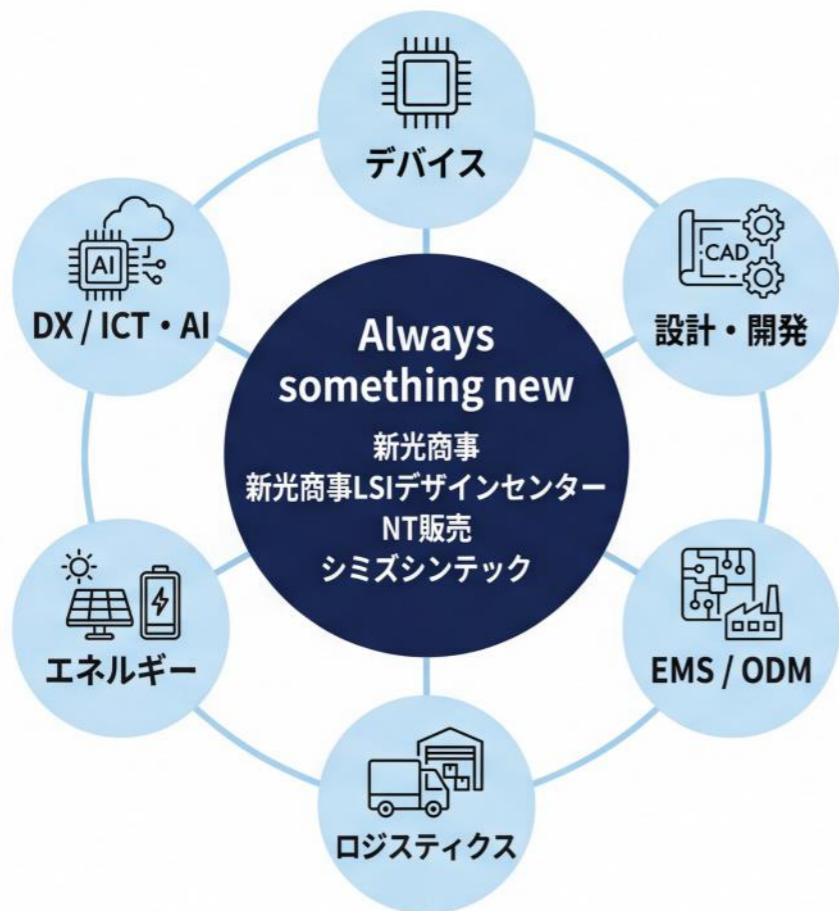 デバイス
AI
DX / ICT・AI
CAD
設計・開発
Always
something new
新光商事
新光商事LSIデザインセンター
NT販売
シミズシンテック
エネルギー
EMS / ODM
ロジスティクス